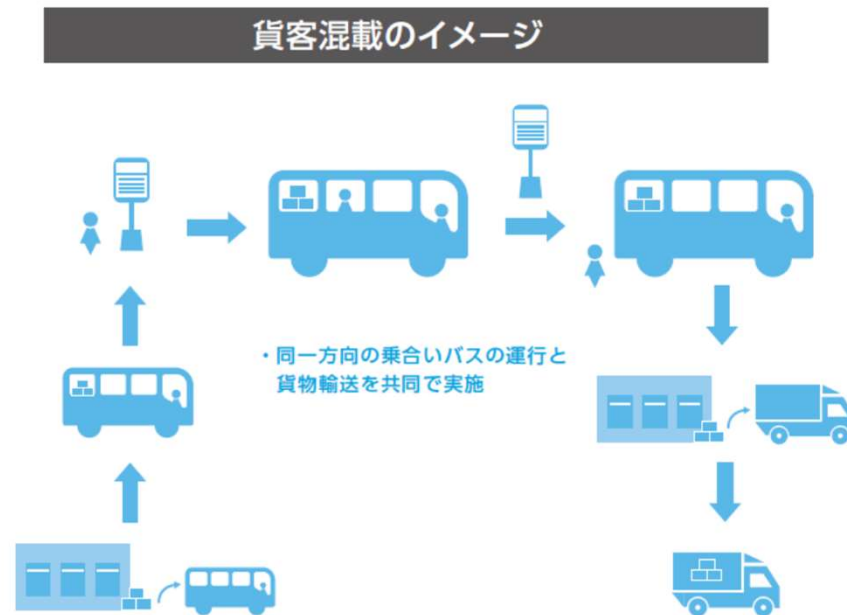 貨客混載のイメージ
・同一方向の乗合いバスの運行と
貨物輸送を共同で実施